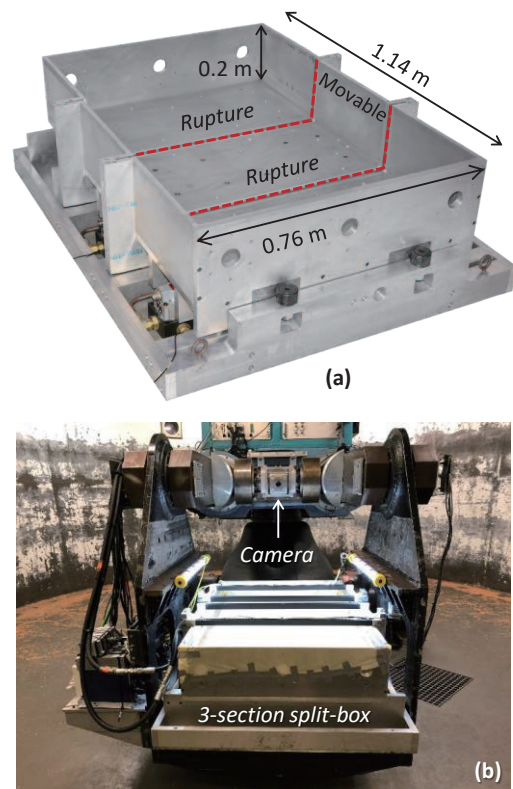 0.2 m
1.14 m
Movable
Rupture
Rupture
0.76 m
(a)
Camera
3-section split-box
(b)